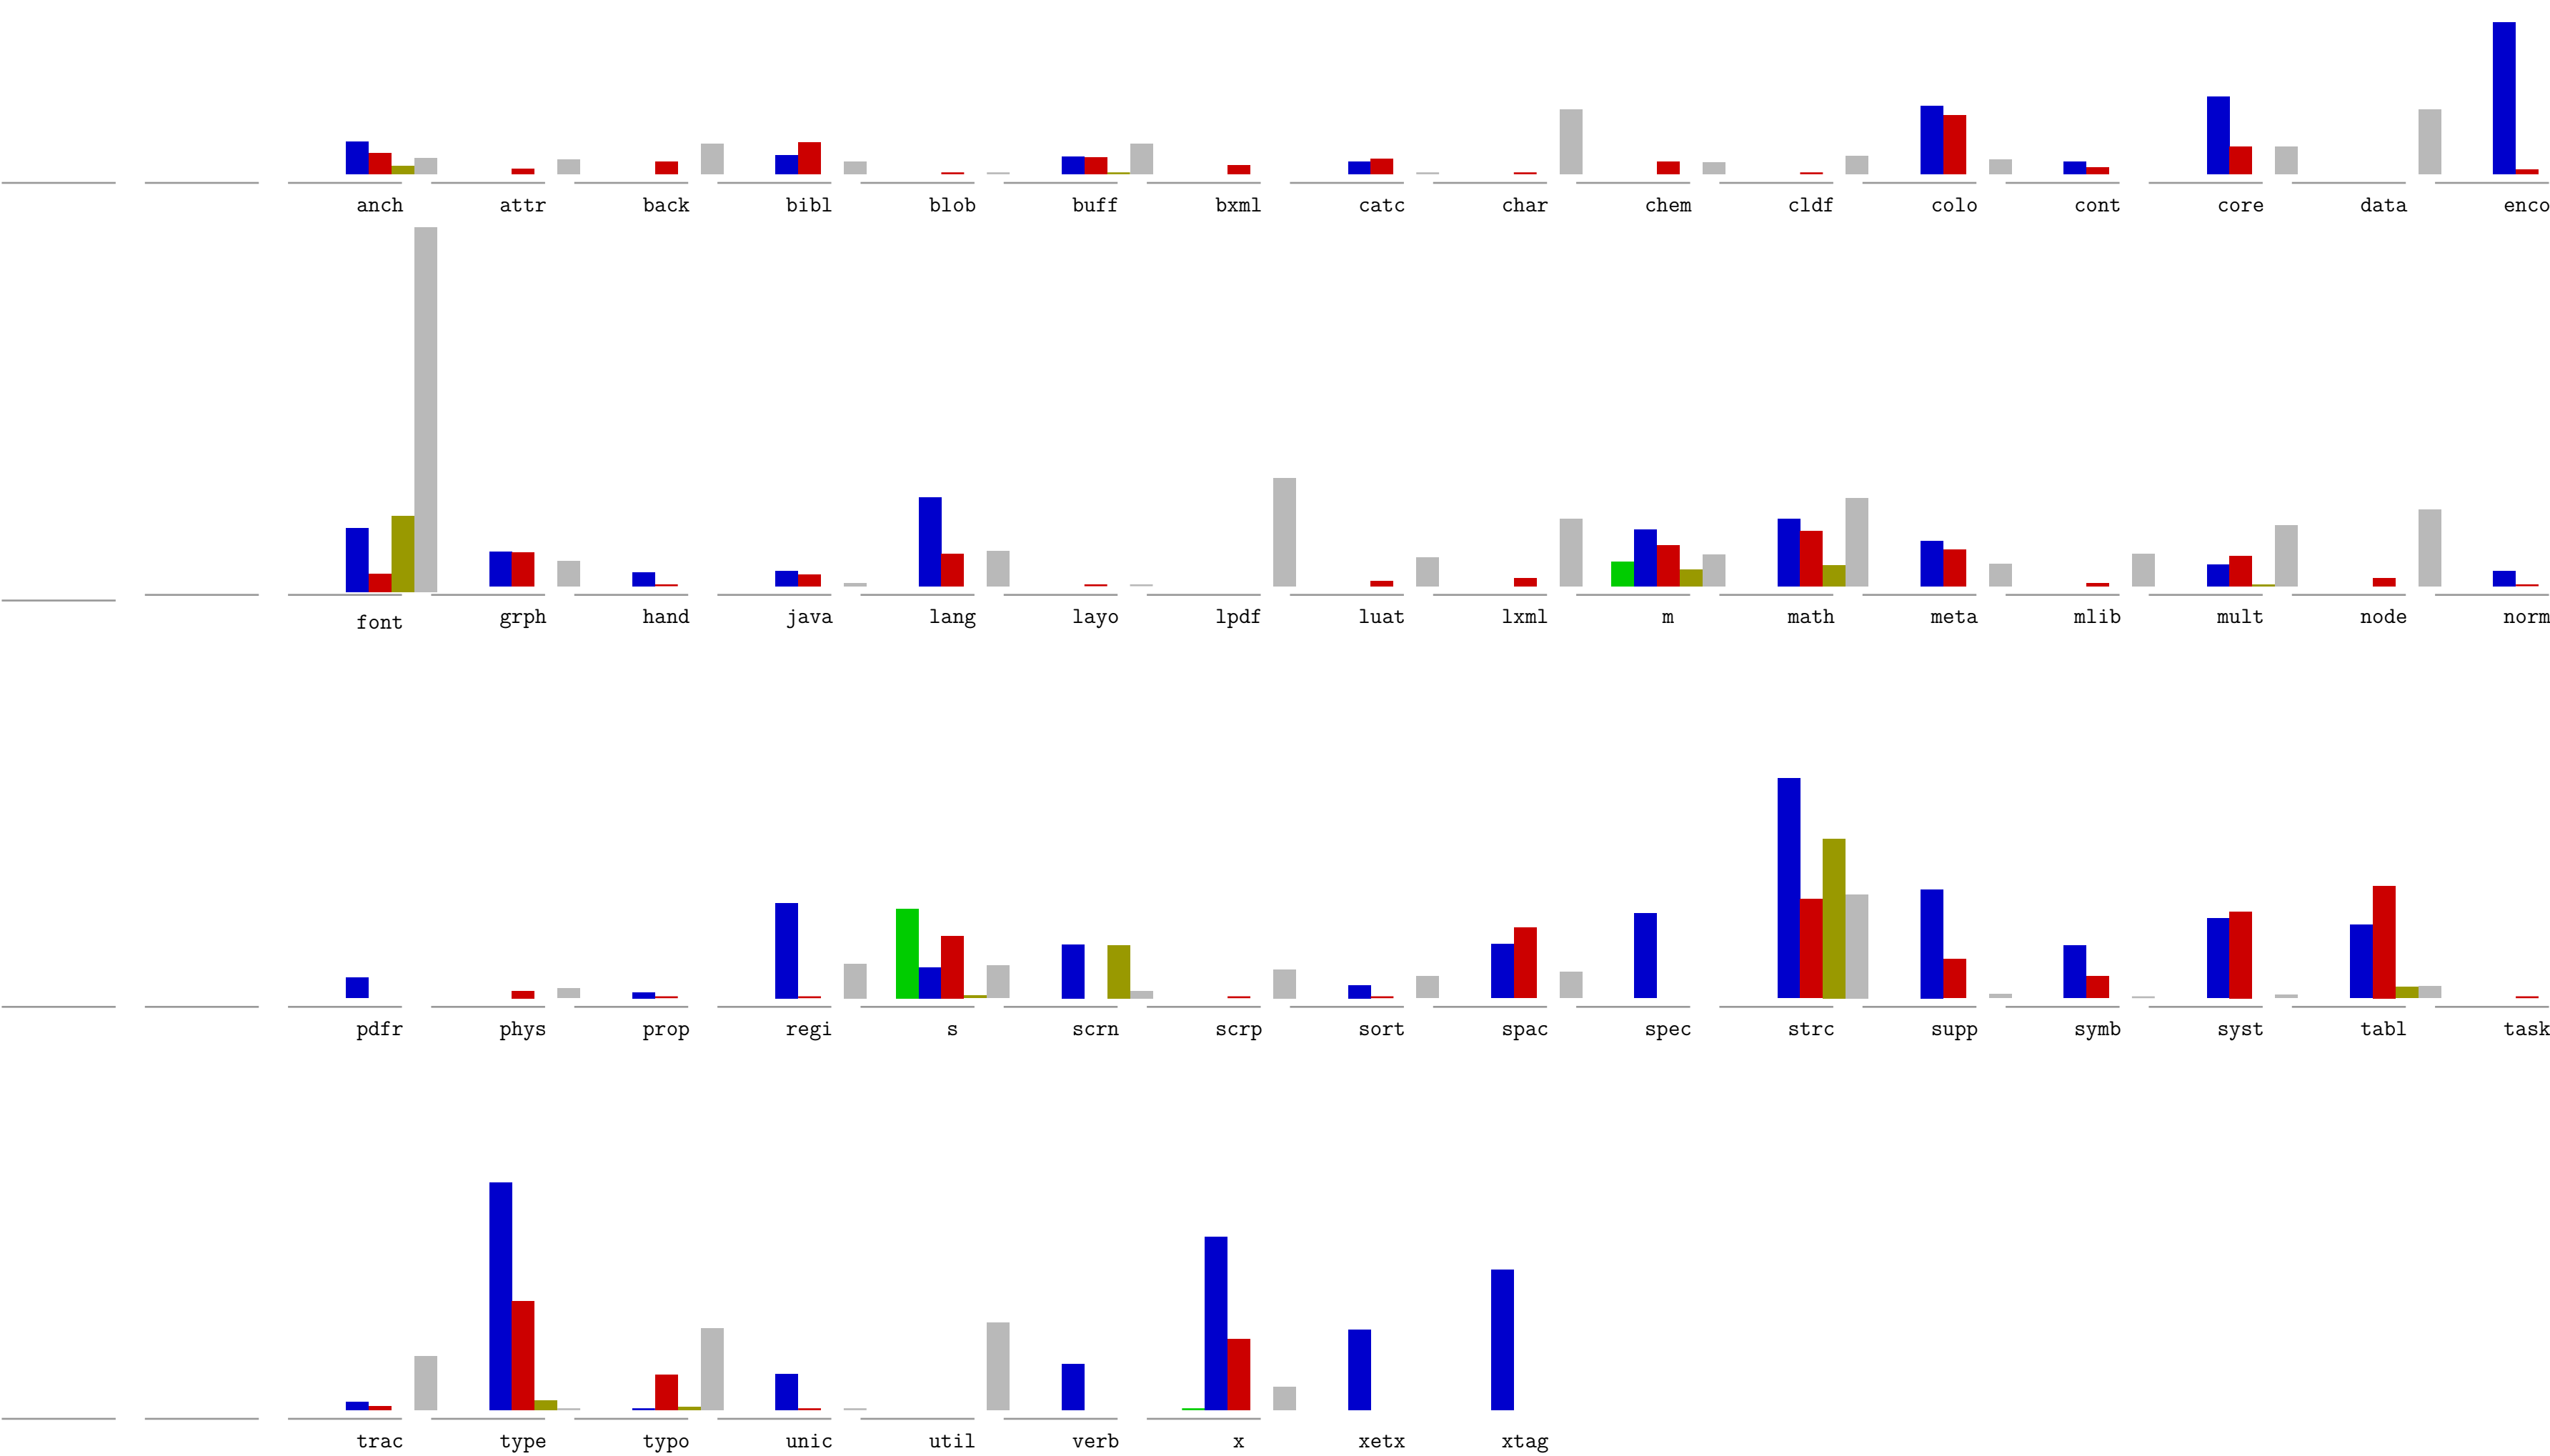 anch attr back bibl blob buff bxml catc char chem cldf colo cont core data enco
font grph hand java lang layo lpdf luat lxml m math meta mlib mult node norm
pdfr phys prop regi s scrn scrp sort spac spec strc supp symb syst tabl task
trac type typo unic util verb x xetx xtag